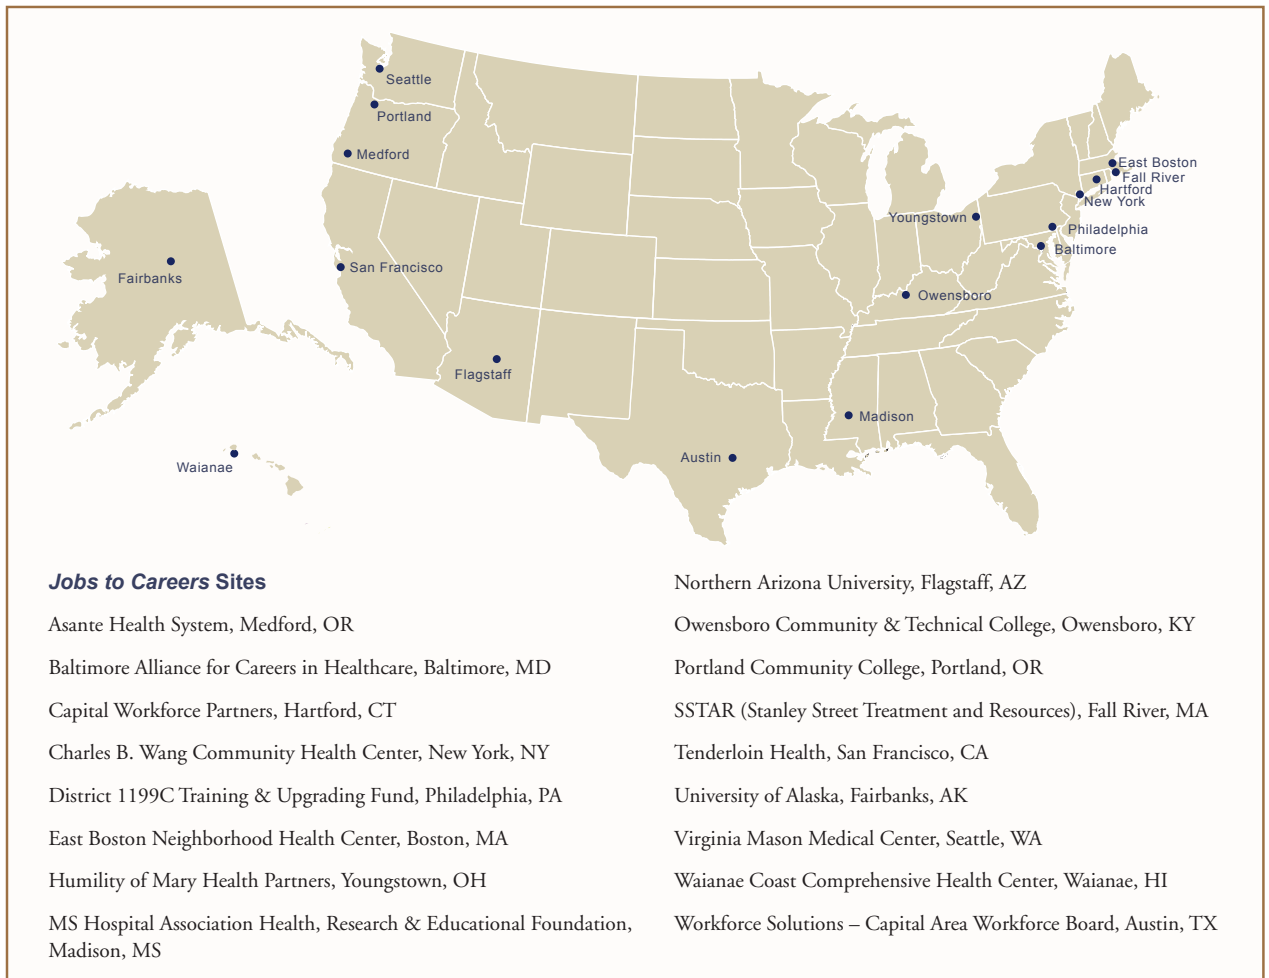 Seattle
Portland
Medford
East Boston
Fall River
Hartford
New York
Youngstown
Philadelphia
Baltimore
San Francisco
Fairbanks
Owensboro
Flagstaff
Madison
Austin
Waianae
Jobs to Careers Sites
Asante Health System, Medford, OR
Baltimore Alliance for Careers in Healthcare, Baltimore, MD
Capital Workforce Partners, Hartford, CT
Charles B. Wang Community Health Center, New York, NY
District 1199C Training & Upgrading Fund, Philadelphia, PA
East Boston Neighborhood Health Center, Boston, MA
Humility of Mary Health Partners, Youngstown, OH
MS Hospital Association Health, Research & Educational Foundation,
Madison, MS
Northern Arizona University, Flagstaff, AZ
Owensboro Community & Technical College, Owensboro, KY
Portland Community College, Portland, OR
SSTAR (Stanley Street Treatment and Resources), Fall River, MA
Tenderloin Health, San Francisco, CA
University of Alaska, Fairbanks, AK
Virginia Mason Medical Center, Seattle, WA
Waianae Coast Comprehensive Health Center, Waianae, HI
Workforce Solutions – Capital Area Workforce Board, Austin, TX